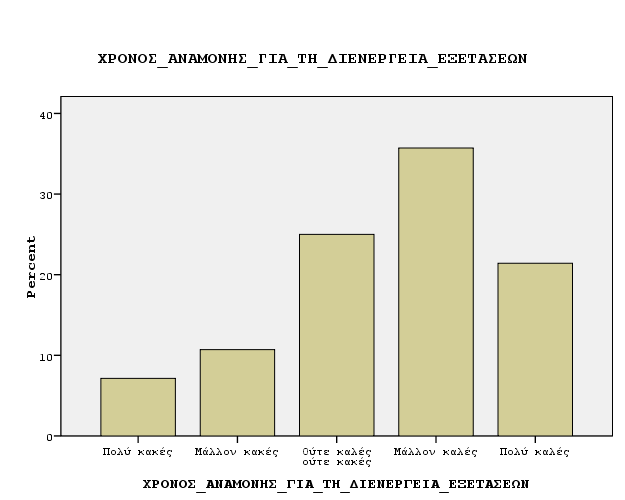 ΧΡΟΝΟΣ_ΑΝΑΜΟΝΗΣ_ΓΙΑ_ΤΗ_ΔΙΕΝΕΡΓΕΙΑ_ΕΞΕΤΑΣΕΩΝ
40
30
20
10
0
Percent
Πολύ κακές
Μάλλον κακές
Ούτε καλές
ούτε κακές
Μάλλον καλές
Πολύ καλές
ΧΡΟΝΟΣ_ΑΝΑΜΟΝΗΣ_ΓΙΑ_ΤΗ_ΔΙΕΝΕΡΓΕΙΑ_ΕΞΕΤΑΣΕΩΝ